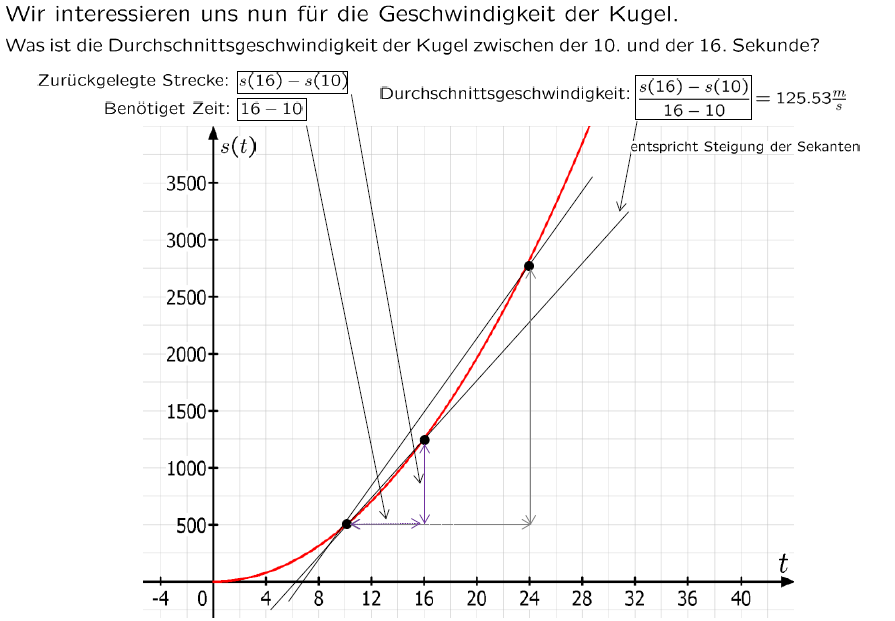 Wir interessieren uns nun für die Geschwindigkeit der Kugel.
Was ist die Durchschnittsgeschwindigkeit der Kugel zwischen der 10. und der 16. Sekunde?
Zurückgelegte Strecke: s(16) − s(10)
Benötiget Zeit: 16 − 10
Durchschnittsgeschwindigkeit: \frac{s(16) − s(10)}{16 − 10} = 125.53 \frac{m}{s}
entspricht Steigung der Sekanten
s(t)
3500
3000
2500
2000
1500
1000
500
t
-4 0 4 8 12 16 20 24 28 32 36 40